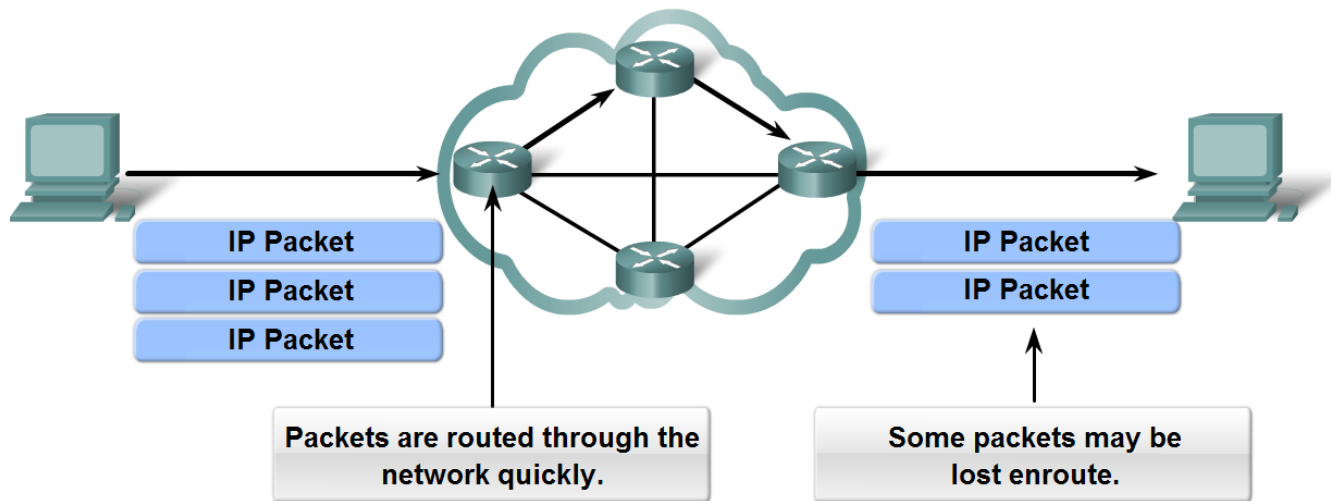 IP Packet
IP Packet
IP Packet
IP Packet
IP Packet
Packets are routed through the
network quickly.
Some packets may be
lost enroute.